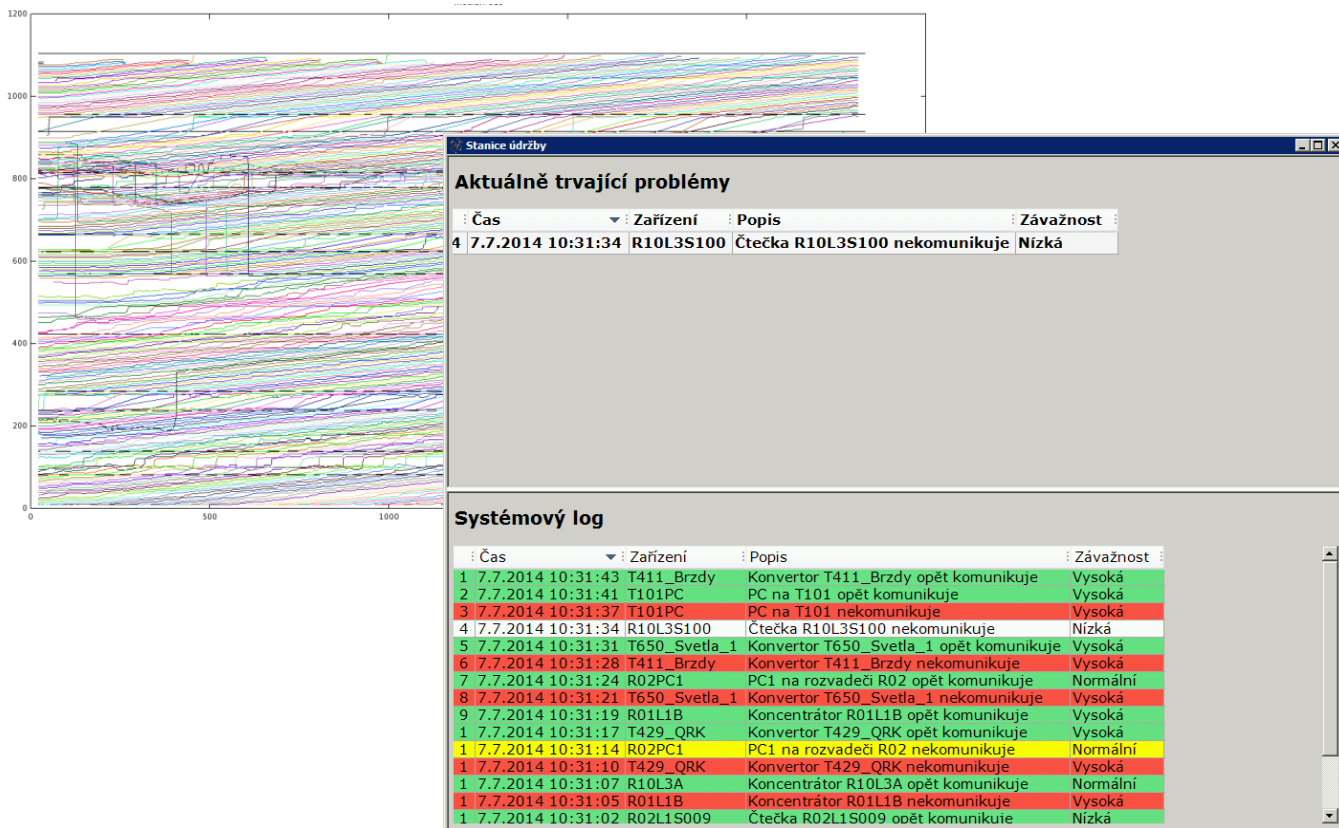 1200
0
500
1000
1000
800
600
400
200
0
0
500
1000
Stanice údržby
Aktuálně trvající problémy
Čas Zařízení Popis Závažnost
4 7.7.2014 10:31:34 R10L3S100 Čtečka R10L3S100 nekomunikuje Nízká
Systémový log
Čas Zařízení Popis Závažnost
1 7.7.2014 10:31:43 T411_Brzdy Konvertor T411_Brzdy opět komunikuje Vysoká
2 7.7.2014 10:31:41 T101PC PC na T101 opět komunikuje Vysoká
3 7.7.2014 10:31:37 T101PC PC na T101 nekomunikuje Vysoká
4 7.7.2014 10:31:34 R10L3S100 Čtečka R10L3S100 nekomunikuje Nízká
5 7.7.2014 10:31:31 T650_Svetla_1 Konvertor T650_Svetla_1 opět komunikuje Vysoká
6 7.7.2014 10:31:28 T411_Brzdy Konvertor T411_Brzdy nekomunikuje Vysoká
7 7.7.2014 10:31:24 R02PC1 PC1 na rozvadeči R02 opět komunikuje Normální
8 7.7.2014 10:31:21 T650_Svetla_1 Konvertor T650_Svetla_1 nekomunikuje Vysoká
9 7.7.2014 10:31:19 R01L1B Koncentrátor R01L1B opět komunikuje Vysoká
1 7.7.2014 10:31:17 T429_QRK Konvertor T429_QRK opět komunikuje Vysoká
1 7.7.2014 10:31:14 R02PC1 PC1 na rozvadeči R02 nekomunikuje Normální
1 7.7.2014 10:31:10 T429_QRK Konvertor T429_QRK nekomunikuje Vysoká
1 7.7.2014 10:31:07 R10L3A Koncentrátor R10L3A opět komunikuje Normální
1 7.7.2014 10:31:05 R01L1B Koncentrátor R01L1B nekomunikuje Vysoká
1 7.7.2014 10:31:02 R02L1S009 Čtečka R02L1S009 opět komunikuje Nízká